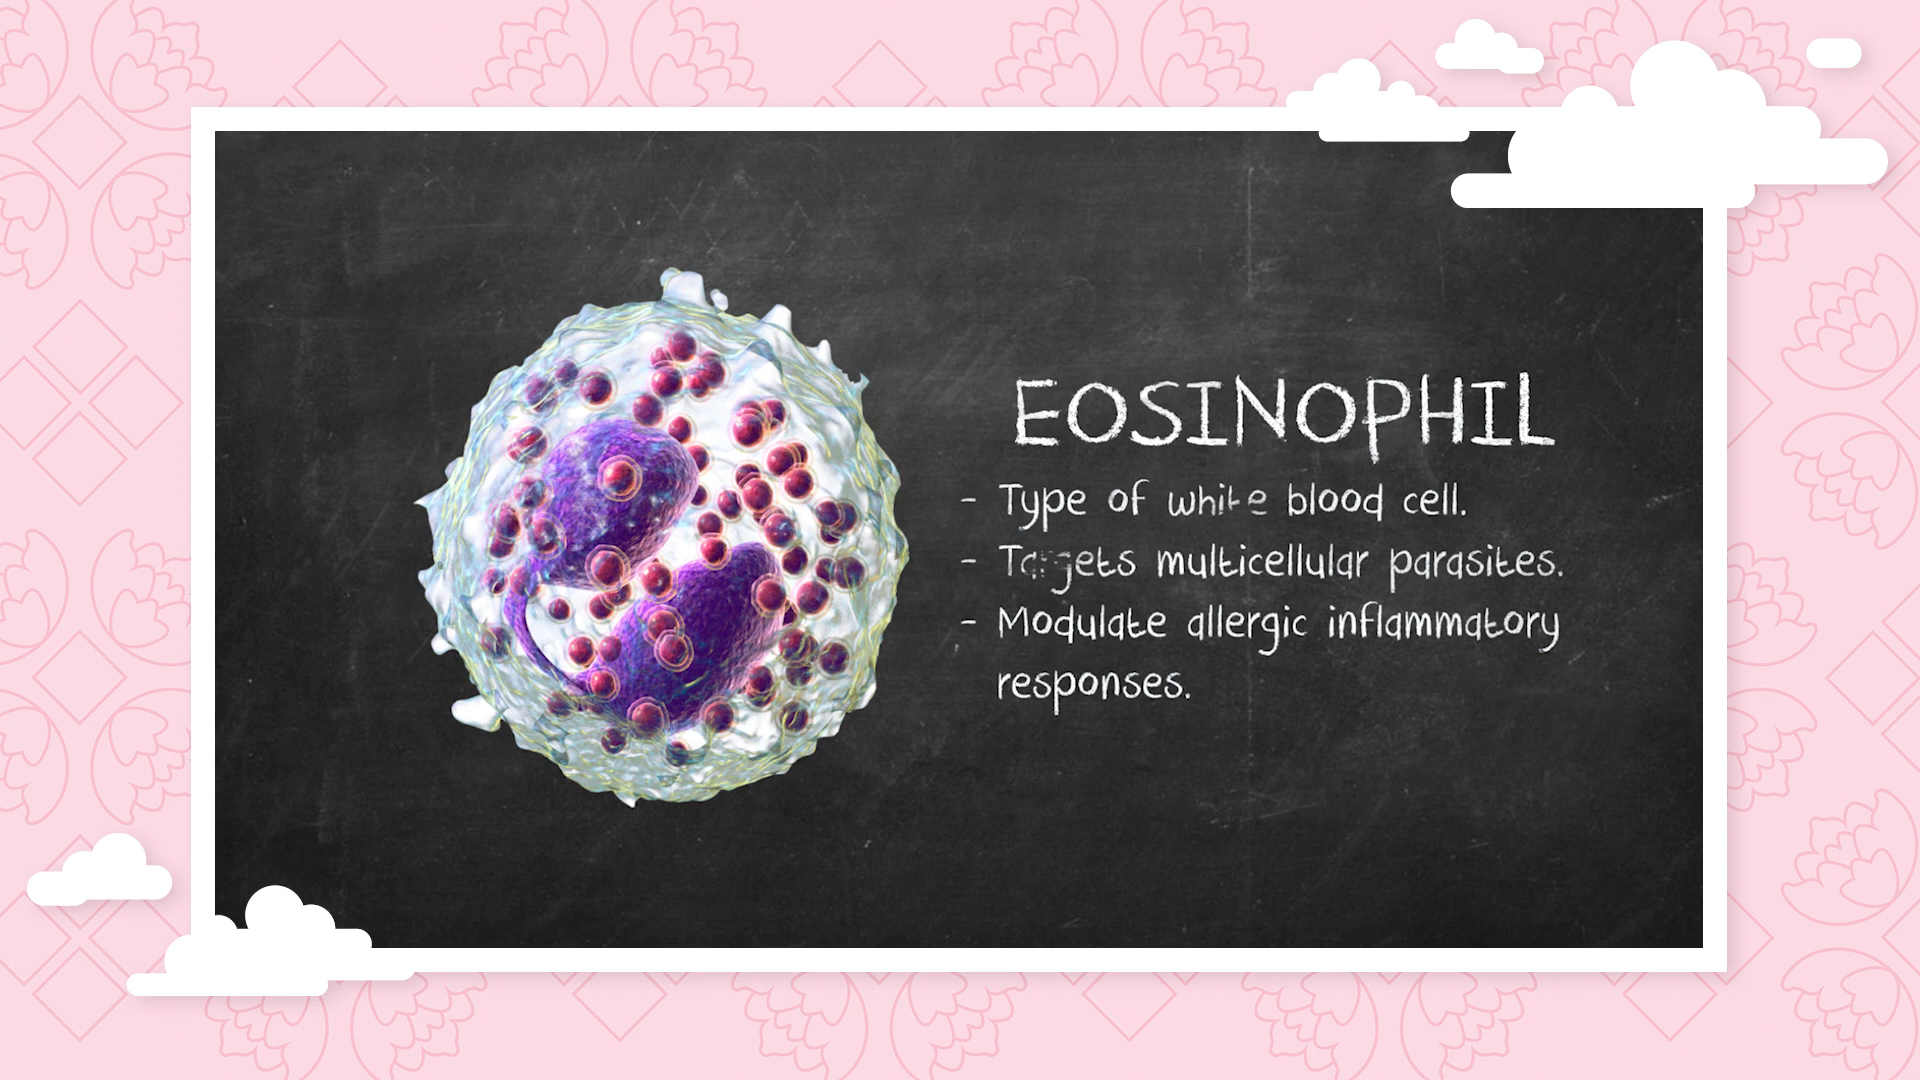 EOSINOPHIL
- Type of white blood cell.
- Targets multicellular parasites.
- Modulate allergic inflammatory
responses.